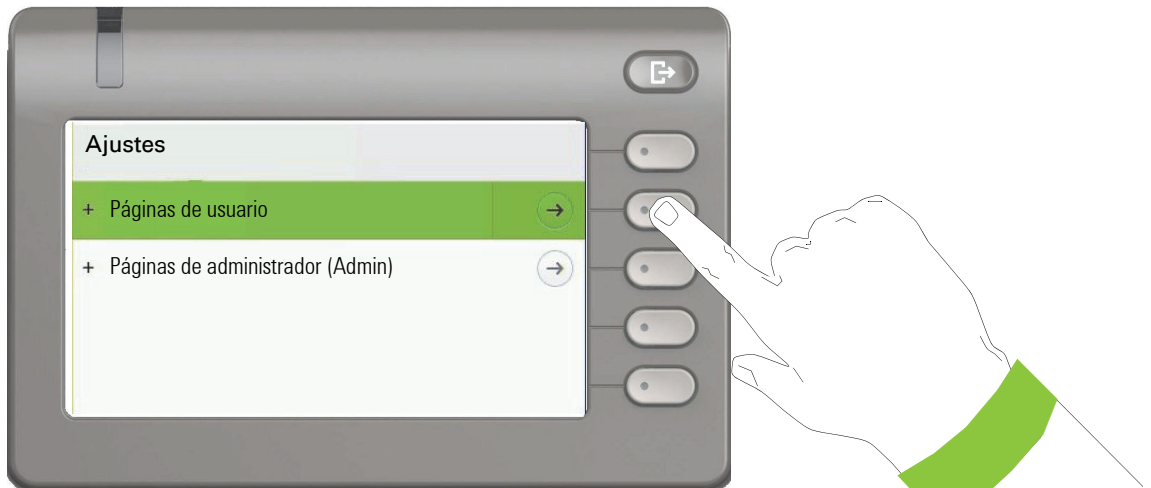 Ajustes
+ Páginas de usuario
+ Páginas de administrador (Admin)